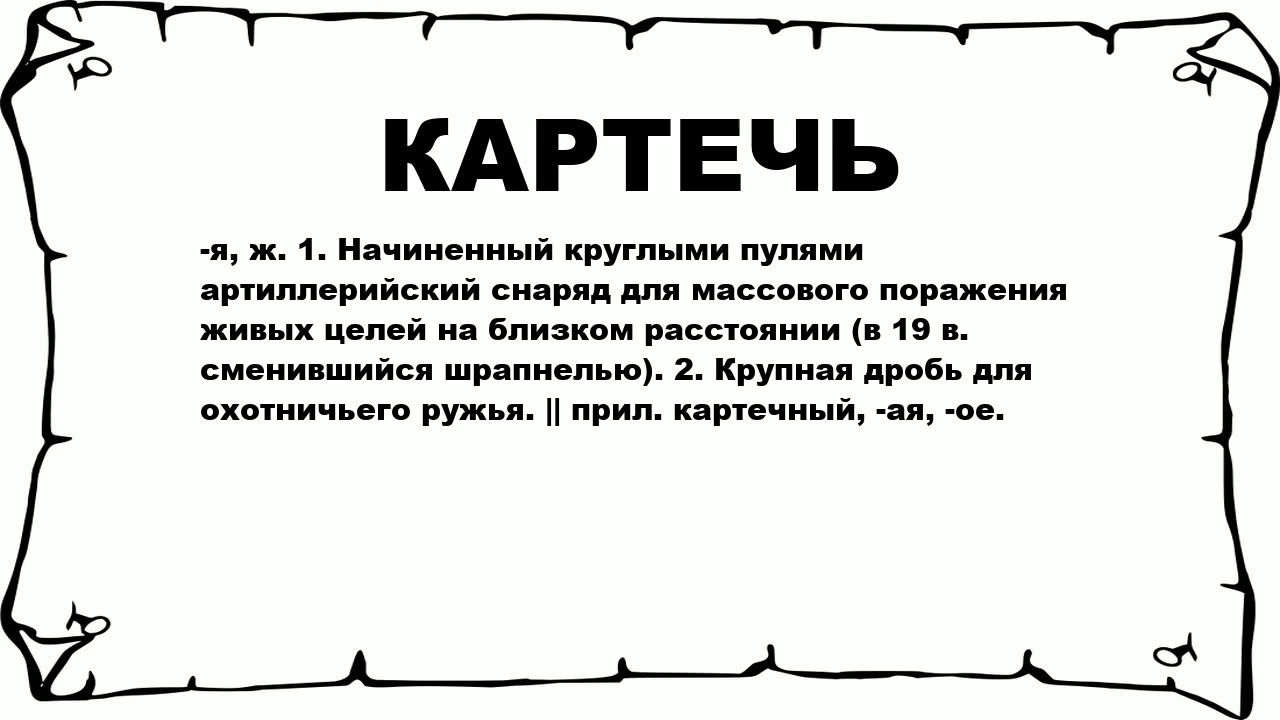 КАРТЕЧЬ
-я, ж. 1. Начиненный круглыми пулями
артиллерийский снаряд для массового поражения
живых целей на близком расстоянии (в 19 в.
сменившийся шрапнелью). 2. Крупная дробь для
охотничьего ружья. || прил. картечный, -ая, -ое.